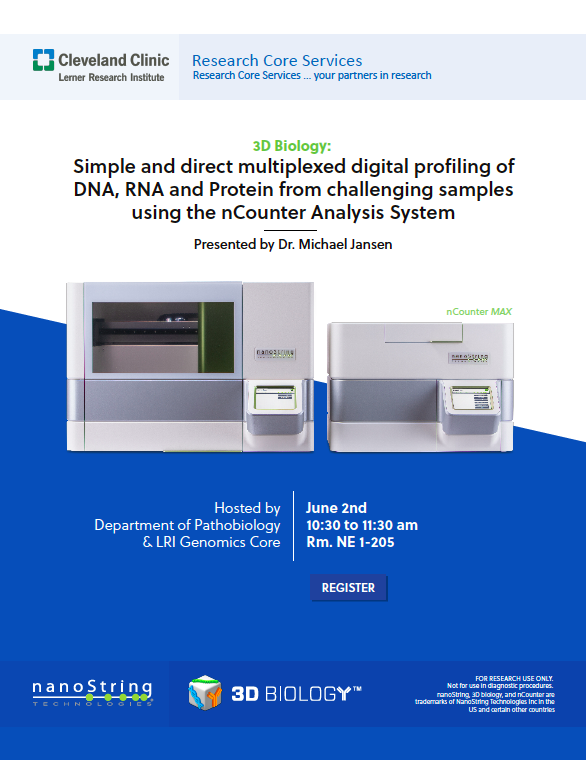 Cleveland Clinic
Lerner Research Institute
Research Core Services
Research Core Services ... your partners in research
3D Biology:
Simple and direct multiplexed digital profiling of
DNA, RNA and Protein from challenging samples
using the nCounter Analysis System
Presented by Dr. Michael Jansen
nCounter MAX
nanoString
nanoString
Hosted by
Department of Pathobiology
& LRI Genomics Core
June 2nd
10:30 to 11:30 am
Rm. NE 1-205
REGISTER
nanoString
TECHNOLOGIES®
3D BIOLOGY™
FOR RESEARCH USE ONLY.
Not for use in diagnostic procedures.
nanoString, 3D biology, and nCounter are
trademarks of NanoString Technologies Inc in the
US and certain other countries